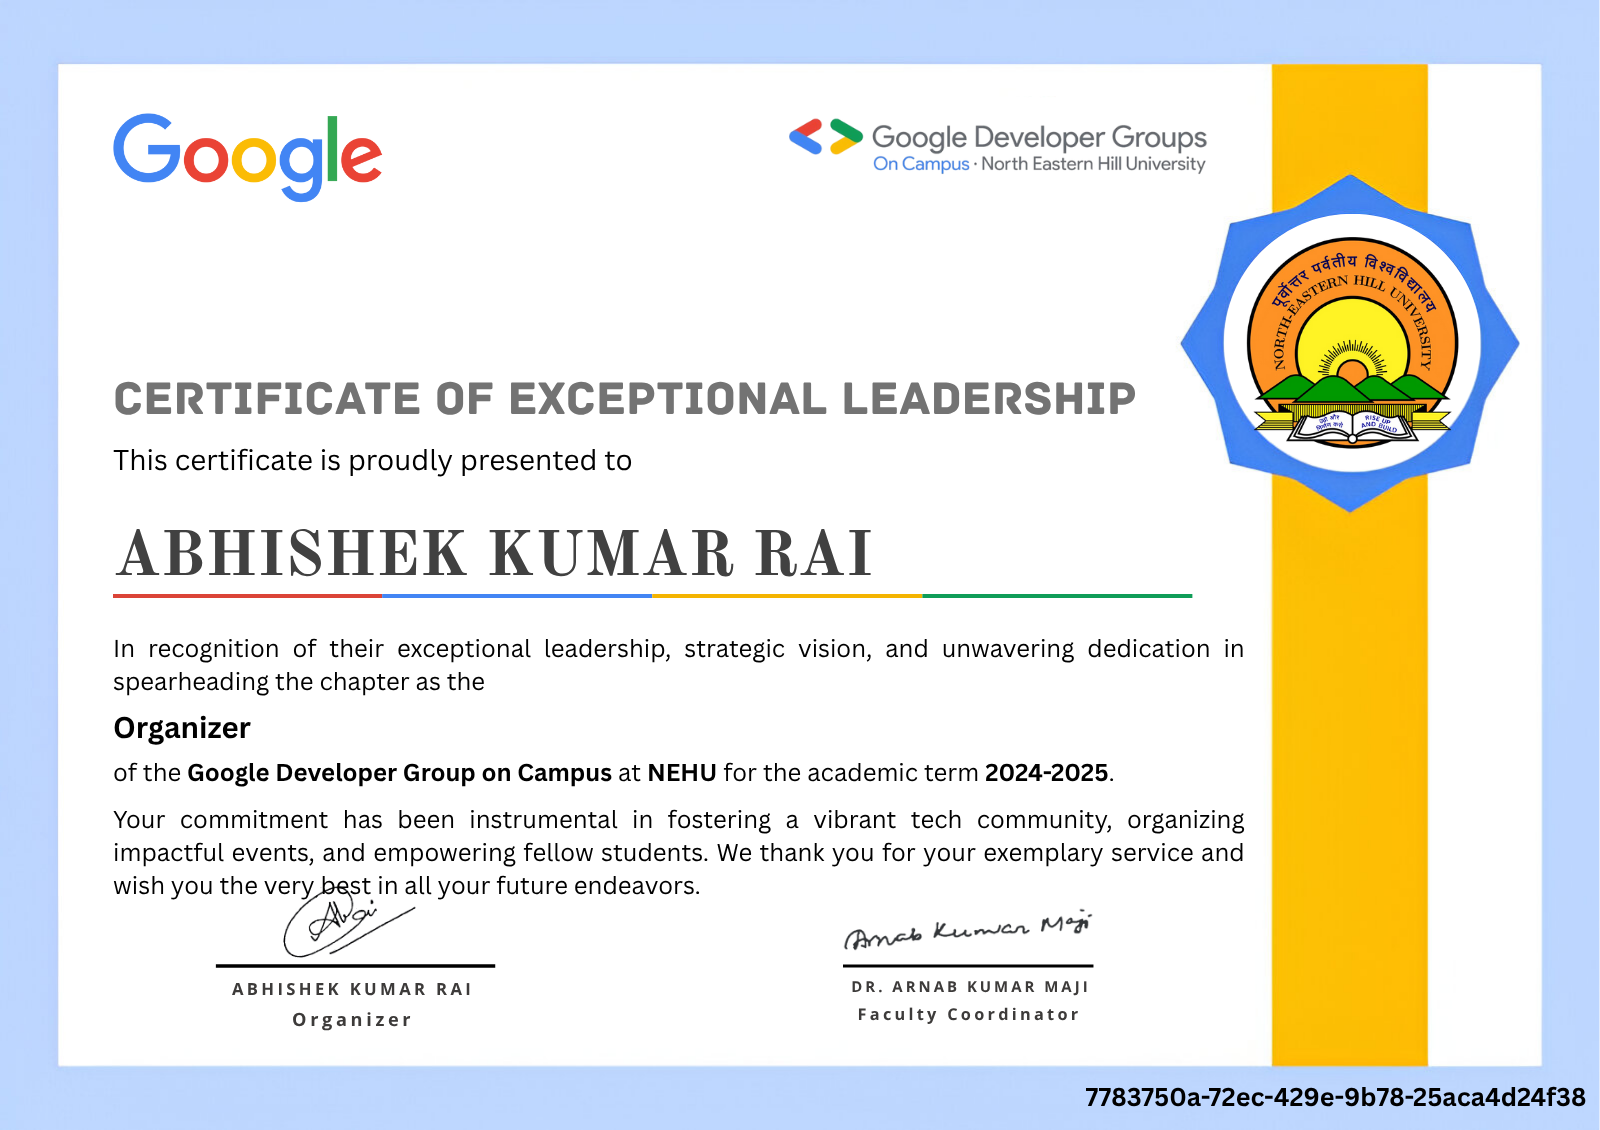 Google
Google Developer Groups
On Campus · North Eastern Hill University
पूर्वोत्तर पर्वतीय विश्वविद्यालय
NORTH-EASTERN HILL UNIVERSITY
RISE UP
AND BUILD
CERTIFICATE OF EXCEPTIONAL LEADERSHIP
This certificate is proudly presented to
ABHISHEK KUMAR RAI
In recognition of their exceptional leadership, strategic vision, and unwavering dedication in
spearheading the chapter as the
Organizer
of the Google Developer Group on Campus at NEHU for the academic term 2024-2025.
Your commitment has been instrumental in fostering a vibrant tech community, organizing
impactful events, and empowering fellow students. We thank you for your exemplary service and
wish you the very best in all your future endeavors.
Arnab Kumar Maji
ABHISHEK KUMAR RAI
Organizer
DR. ARNAB KUMAR MAJI
Faculty Coordinator
7783750a-72ec-429e-9b78-25aca4d24f38